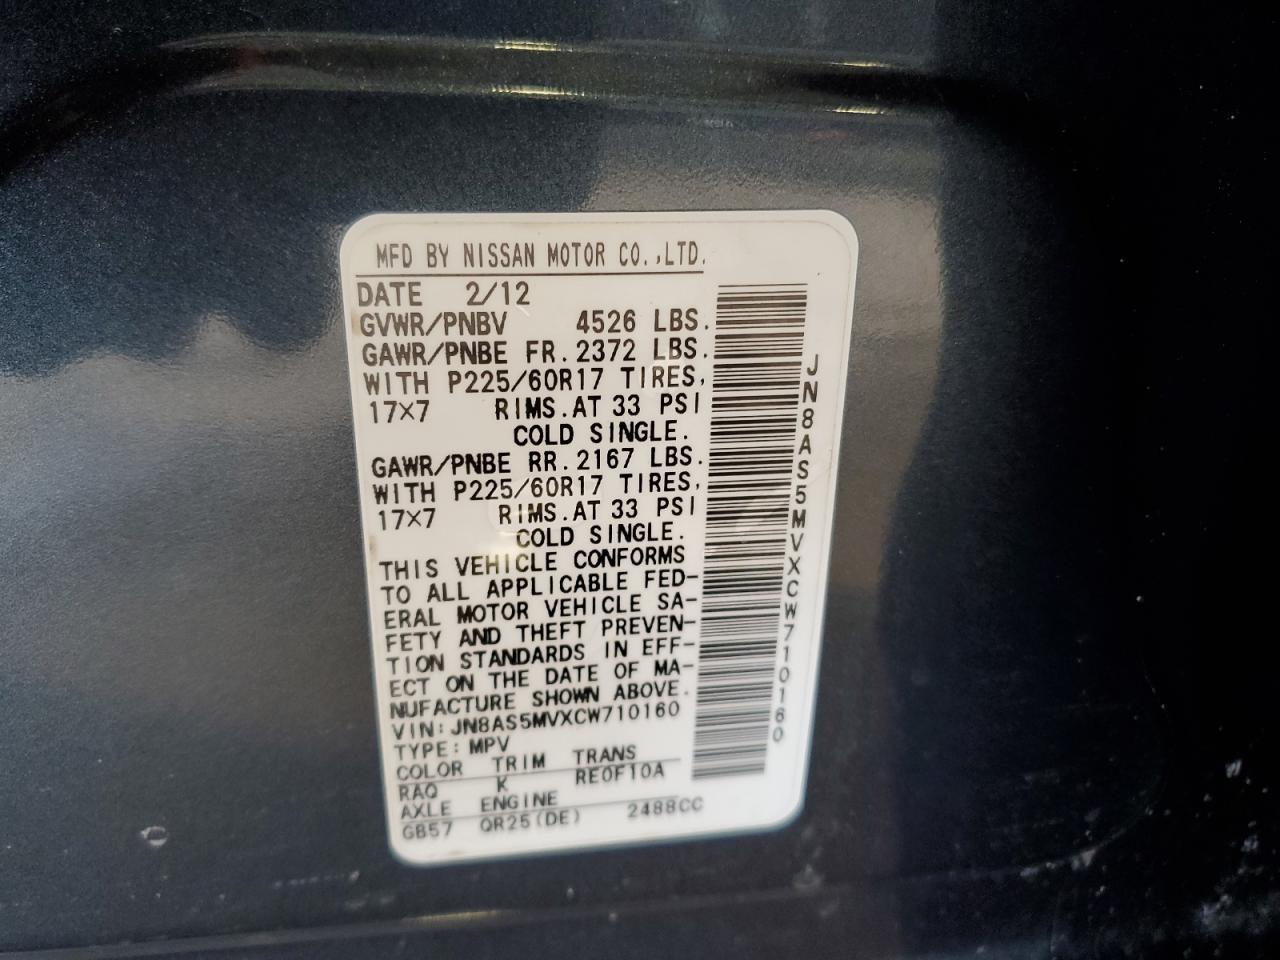 MFD BY NISSAN MOTOR CO.,LTD.
DATE 2/12
GVWR/PNBV 4526 LBS.
GAWR/PNBE FR. 2372 LBS.
WITH P225/60R17 TIRES,
17×7 RIMS. AT 33 PSI
COLD SINGLE.
GAWR/PNBE RR. 2167 LBS.
WITH P225/60R17 TIRES,
17×7 RIMS. AT 33 PSI
COLD SINGLE.
THIS VEHICLE CONFORMS
TO ALL APPLICABLE FED-
ERAL MOTOR VEHICLE SA-
FETY AND THEFT PREVEN-
TION STANDARDS IN EFF-
ECT ON THE DATE OF MA-
NUFACTURE SHOWN ABOVE.
VIN: JN8AS5MVXCW710160
TYPE: MPV
COLOR TRIM TRANS
RAQ K RE0F10A
AXLE ENGINE
GB57 QR25(DE) 2488CC
JN8AS5MVXCW710160